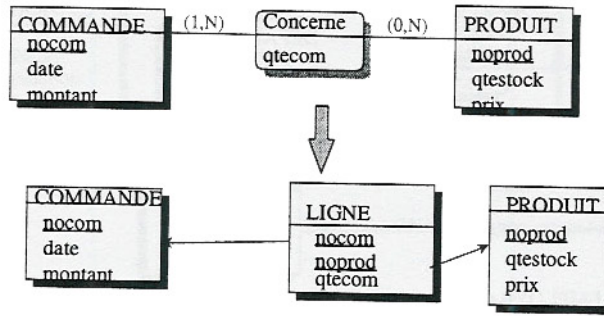 COMMANDE (1,N) Concerne (0,N) PRODUIT
nocom
date
montant
qtecom
noprod
qtestock
prix
COMMANDE
nocom
date
montant
LIGNE
nocom
noprod
qtecom
PRODUIT
noprod
qtestock
prix